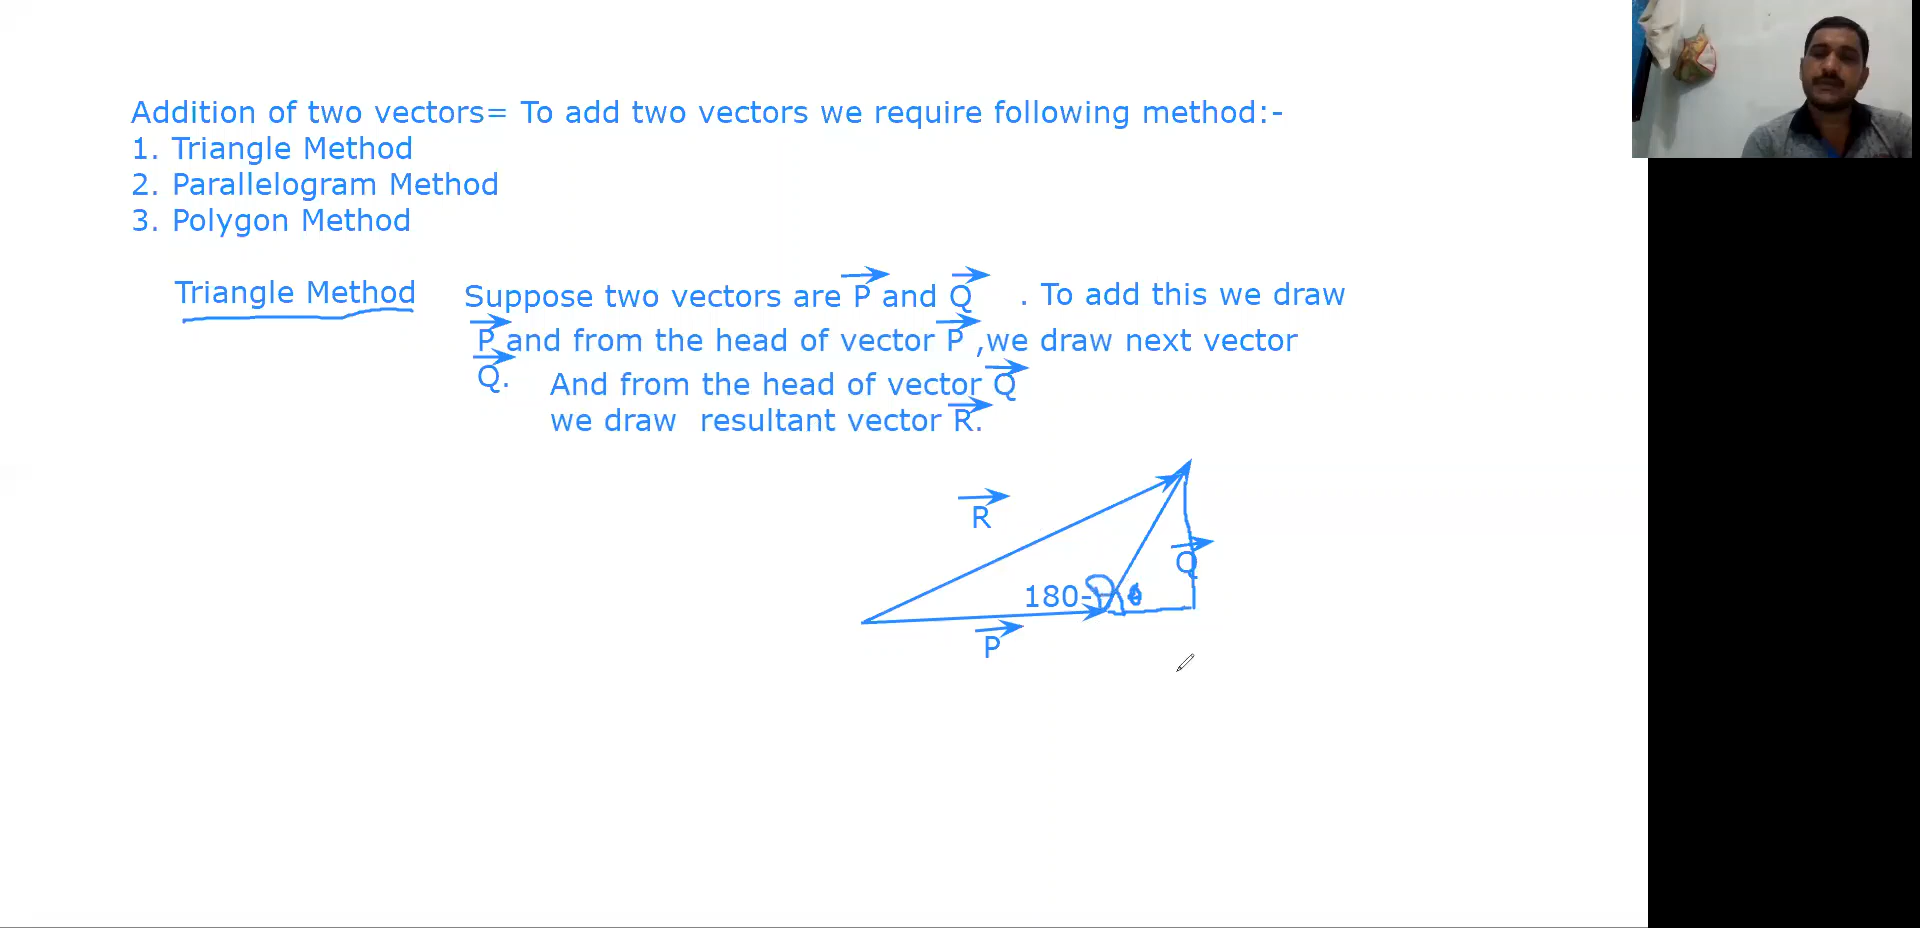 Addition of two vectors= To add two vectors we require following method:-
1. Triangle Method
2. Parallelogram Method
3. Polygon Method
Triangle Method
Suppose two vectors are P and Q . To add this we draw
P and from the head of vector P ,we draw next vector
Q. And from the head of vector Q
we draw resultant vector R.
R
Q
180-
P